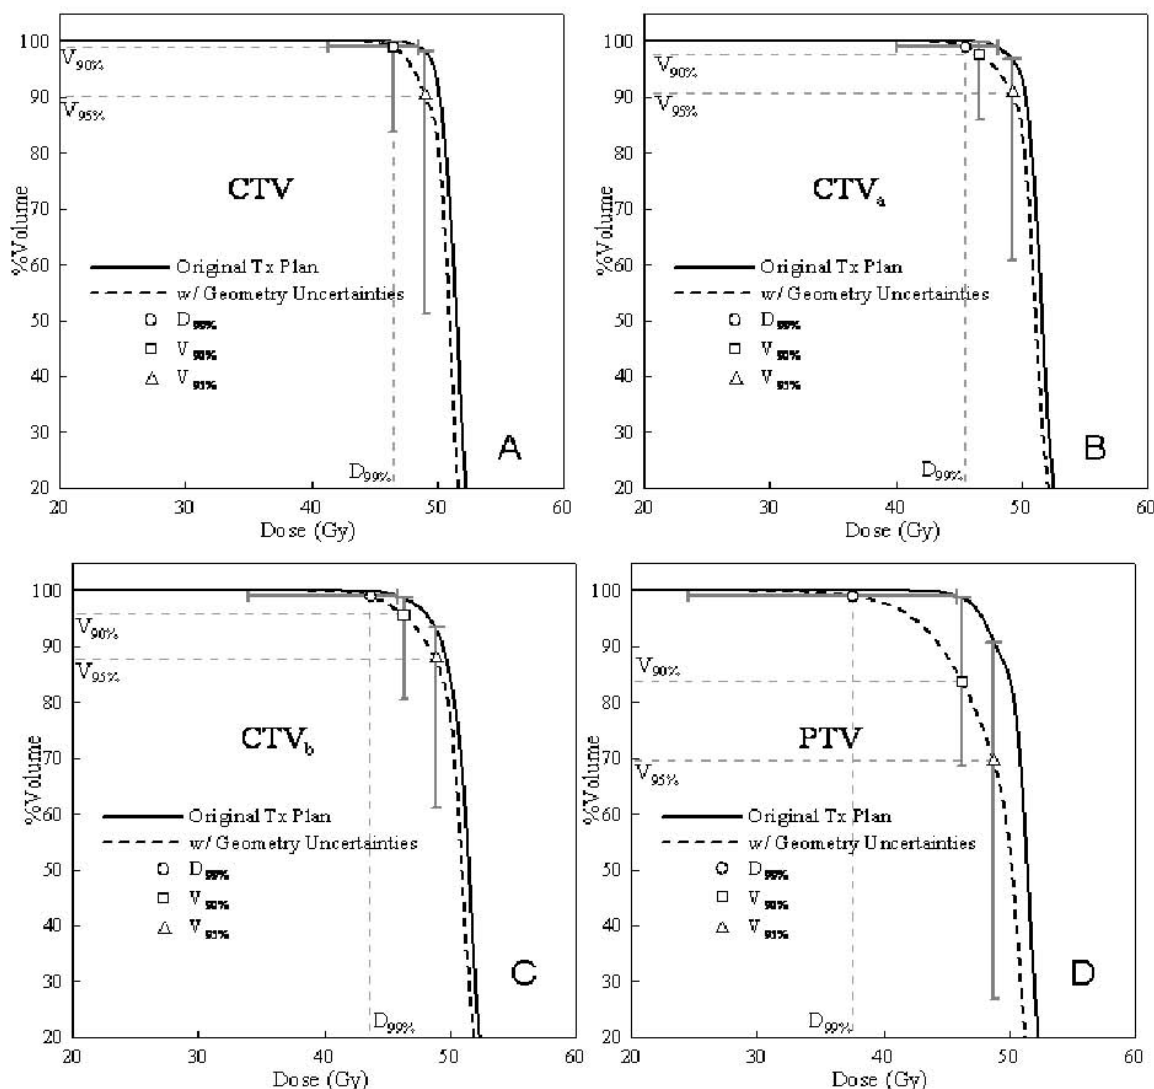 100
V90%
90
V95%
80
CTV
70
%Volume
60
Original Tx Plan
w/ Geometry Uncertainties
50
D99%
V90%
40
V95%
30
A
D99%
20
20 30 40 50 60
Dose (Gy)
100
V90%
90
V95%
80
CTVa
70
%Volume
60
Original Tx Plan
w/ Geometry Uncertainties
50
D99%
V90%
40
V95%
30
B
D99%
20
20 30 40 50 60
Dose (Gy)
100
V90%
90
V95%
80
CTVb
70
%Volume
60
Original Tx Plan
w/ Geometry Uncertainties
50
D99%
V90%
40
V95%
30
C
D99%
20
20 30 40 50 60
Dose (Gy)
100
90
V90%
80
PTV
70
V95%
%Volume
60
Original Tx Plan
w/ Geometry Uncertainties
50
D99%
V90%
40
V95%
30
D
D99%
20
20 30 40 50 60
Dose (Gy)